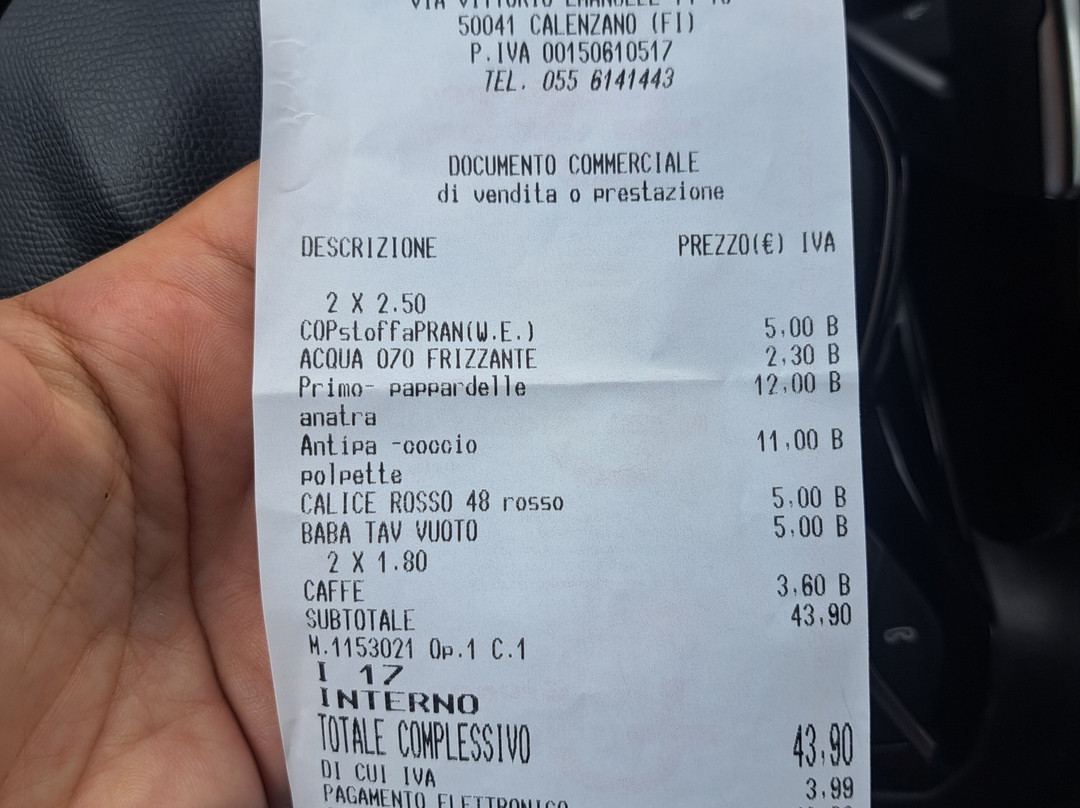 50041 CALENZANO (FI)
P.IVA 00150610517
TEL. 055 6141443
DOCUMENTO COMMERCIALE
di vendita o prestazione
DESCRIZIONE PREZZO(€) IVA
2 X 2.50
COPstoffaPRAN(W.E.) 5,00 B
ACQUA 070 FRIZZANTE 2,30 B
Primo- pappardelle 12,00 B
anatra
Antipa -coccio 11,00 B
polpette
CALICE ROSSO 48 rosso 5,00 B
BABA TAV VUOTO 5,00 B
2 X 1.80
CAFFE 3,60 B
SUBTOTALE 43,90
M.1153021 Op.1 C.1
I 17
INTERNO
TOTALE COMPLESSIVO 43,90
DI CUI IVA 3,99
PAGAMENTO ELETTRONICO